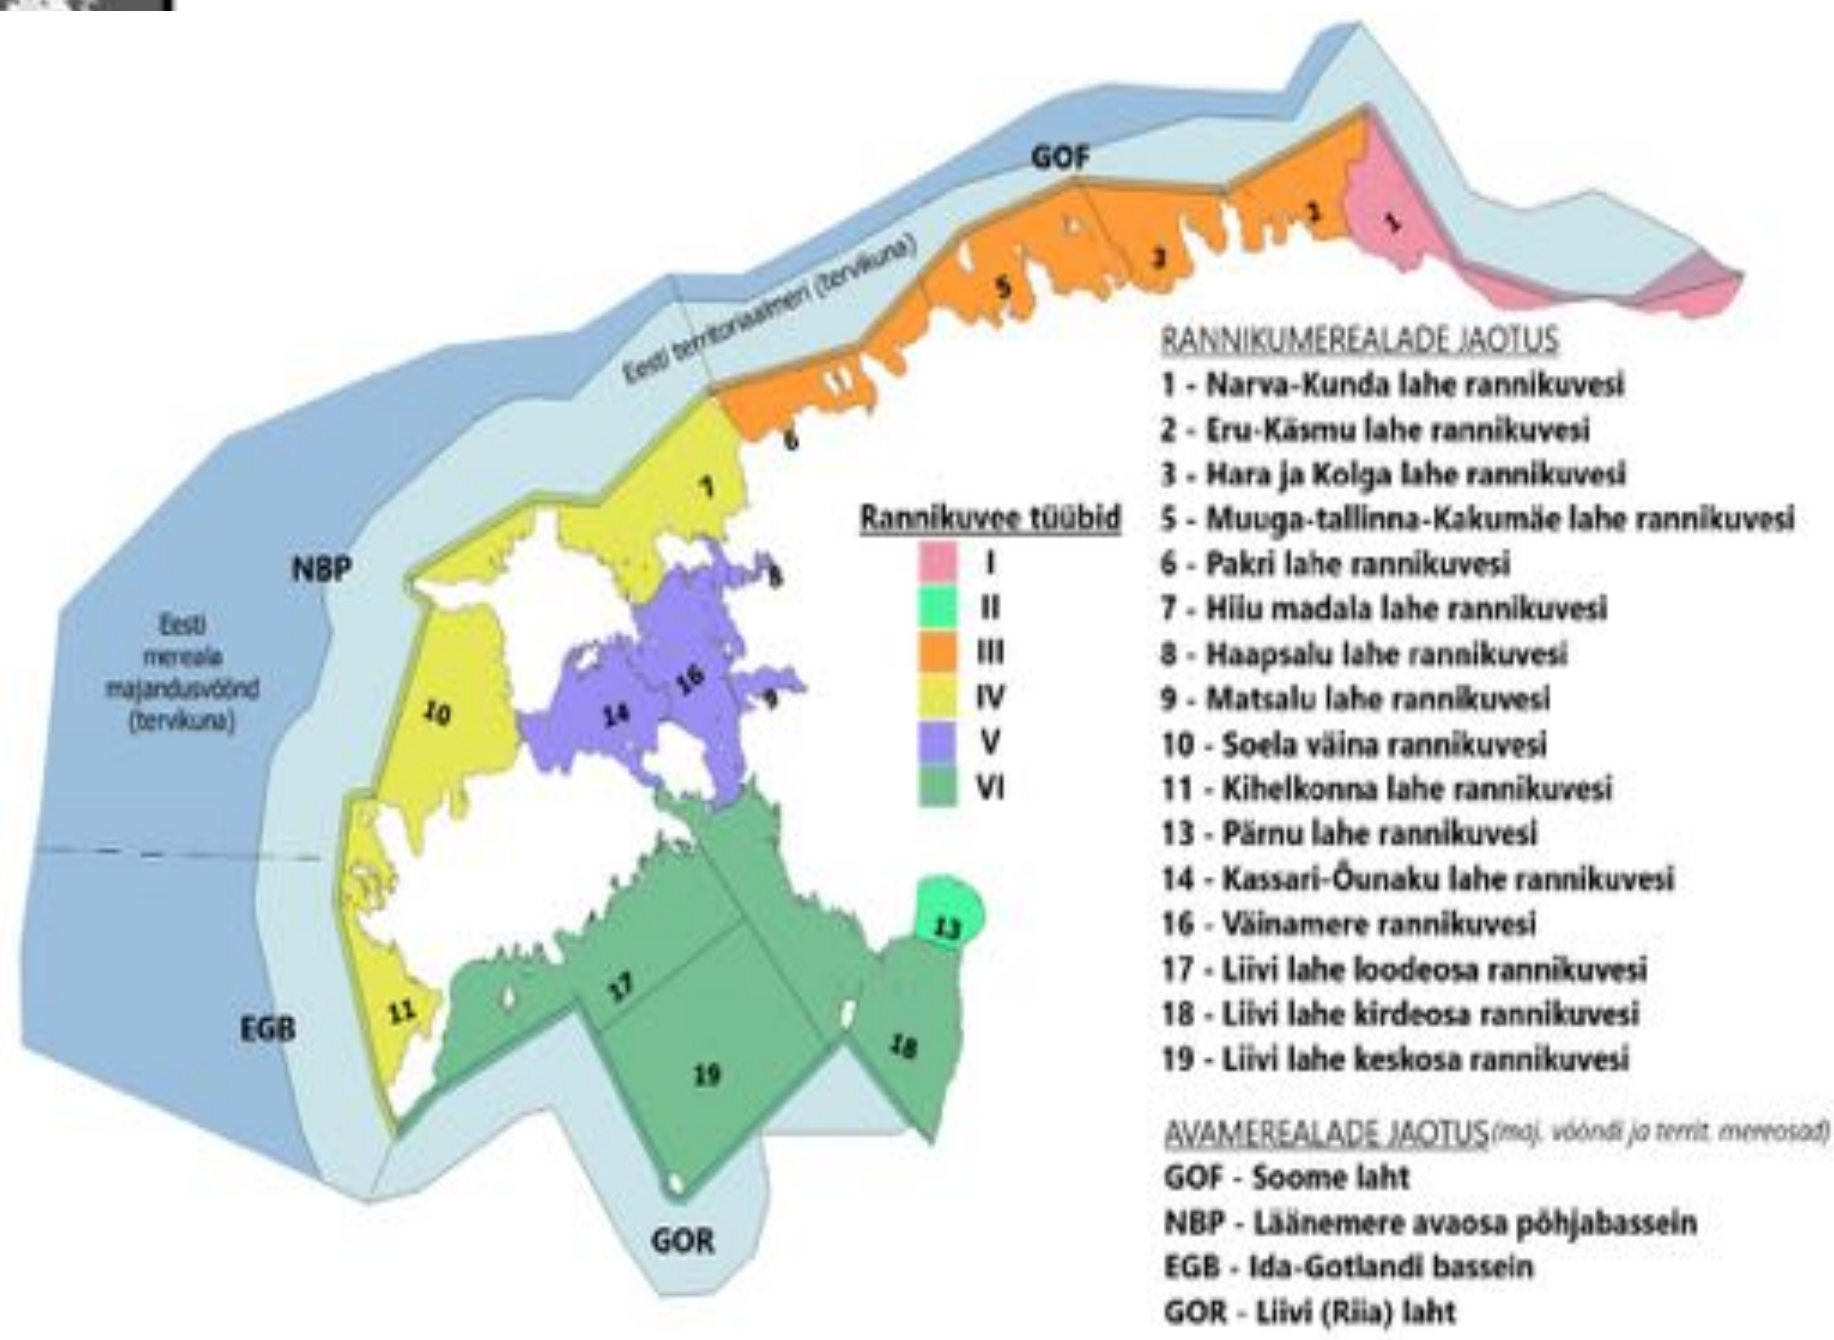 GOF
Eesti territoriaalmeri (tervikuna)
1
2
3
5
6
7
NBP
8
Eesti
mereala
majandusvöönd
(tervikuna)
10
14
16
9
13
11
17
EGB
18
19
GOR
Rannikuvee tüübid
I
II
III
IV
V
VI
RANNIKUMEREALADE JAOTUS
1 - Narva-Kunda lahe rannikuvesi
2 - Eru-Käsmu lahe rannikuvesi
3 - Hara ja Kolga lahe rannikuvesi
5 - Muuga-tallinna-Kakumäe lahe rannikuvesi
6 - Pakri lahe rannikuvesi
7 - Hiiu madala lahe rannikuvesi
8 - Haapsalu lahe rannikuvesi
9 - Matsalu lahe rannikuvesi
10 - Soela väina rannikuvesi
11 - Kihelkonna lahe rannikuvesi
13 - Pärnu lahe rannikuvesi
14 - Kassari-Õunaku lahe rannikuvesi
16 - Väinamere rannikuvesi
17 - Liivi lahe loodeosa rannikuvesi
18 - Liivi lahe kirdeosa rannikuvesi
19 - Liivi lahe keskosa rannikuvesi
AVAMEREALADE JAOTUS (maj. vööndi ja territ. mereosad)
GOF - Soome laht
NBP - Läänemere avaosa põhjabassein
EGB - Ida-Gotlandi bassein
GOR - Liivi (Riia) laht